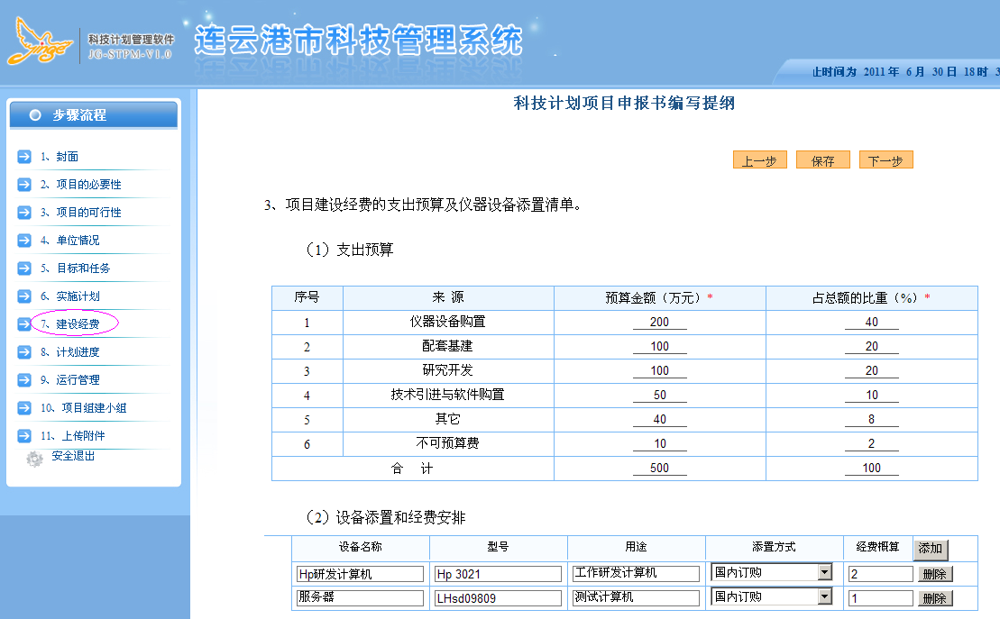 yinge
科技计划管理软件
JG-STPM-V1.0
连云港市科技管理系统
止时间为 2011 年 6 月 30 日 18 时 3
步骤流程
1、封面
2、项目的必要性
3、项目的可行性
4、单位情况
5、目标和任务
6、实施计划
7、建设经费
8、计划进度
9、运行管理
10、项目组建小组
11、上传附件
安全退出
科技计划项目申报书编写提纲
上一步 保存 下一步
3、项目建设经费的支出预算及仪器设备添置清单。
（1）支出预算
序号 来 源 预算金额（万元）* 占总额的比重（%）*
1 仪器设备购置 200 40
2 配套基建 100 20
3 研究开发 100 20
4 技术引进与软件购置 50 10
5 其它 40 8
6 不可预算费 10 2
合 计 500 100
（2）设备添置和经费安排
设备名称 型号 用途 添置方式 经费概算 添加
Hp研发计算机 Hp 3021 工作研发计算机 国内订购 2 删除
服务器 LHsd09809 测试计算机 国内订购 1 删除